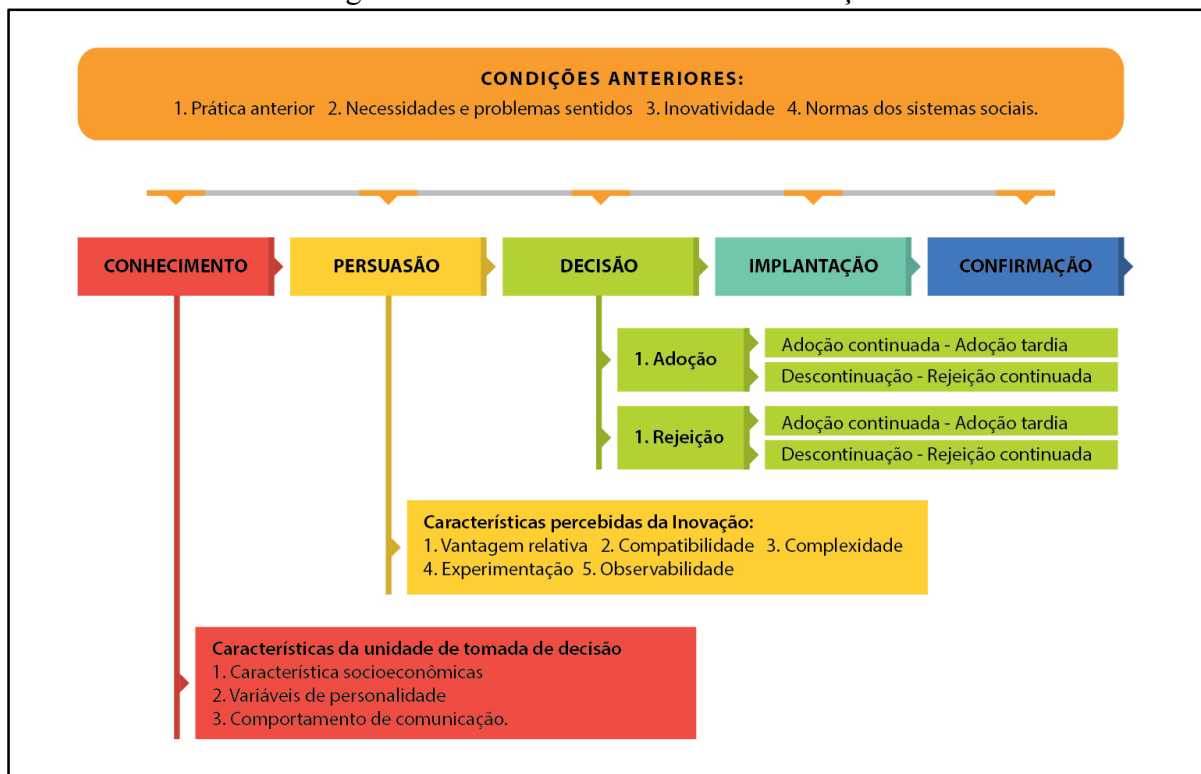 CONDIÇÕES ANTERIORES:
1. Prática anterior 2. Necessidades e problemas sentidos 3. Inovatividade 4. Normas dos sistemas sociais.
CONHECIMENTO
PERSUASÃO
DECISÃO
IMPLANTAÇÃO
CONFIRMAÇÃO
1. Adoção
Adoção continuada - Adoção tardia
Descontinuação - Rejeição continuada
1. Rejeição
Adoção continuada - Adoção tardia
Descontinuação - Rejeição continuada
Características percebidas da Inovação:
1. Vantagem relativa 2. Compatibilidade 3. Complexidade
4. Experimentação 5. Observabilidade
Características da unidade de tomada de decisão
1. Característica socioeconômicas
2. Variáveis de personalidade
3. Comportamento de comunicação.